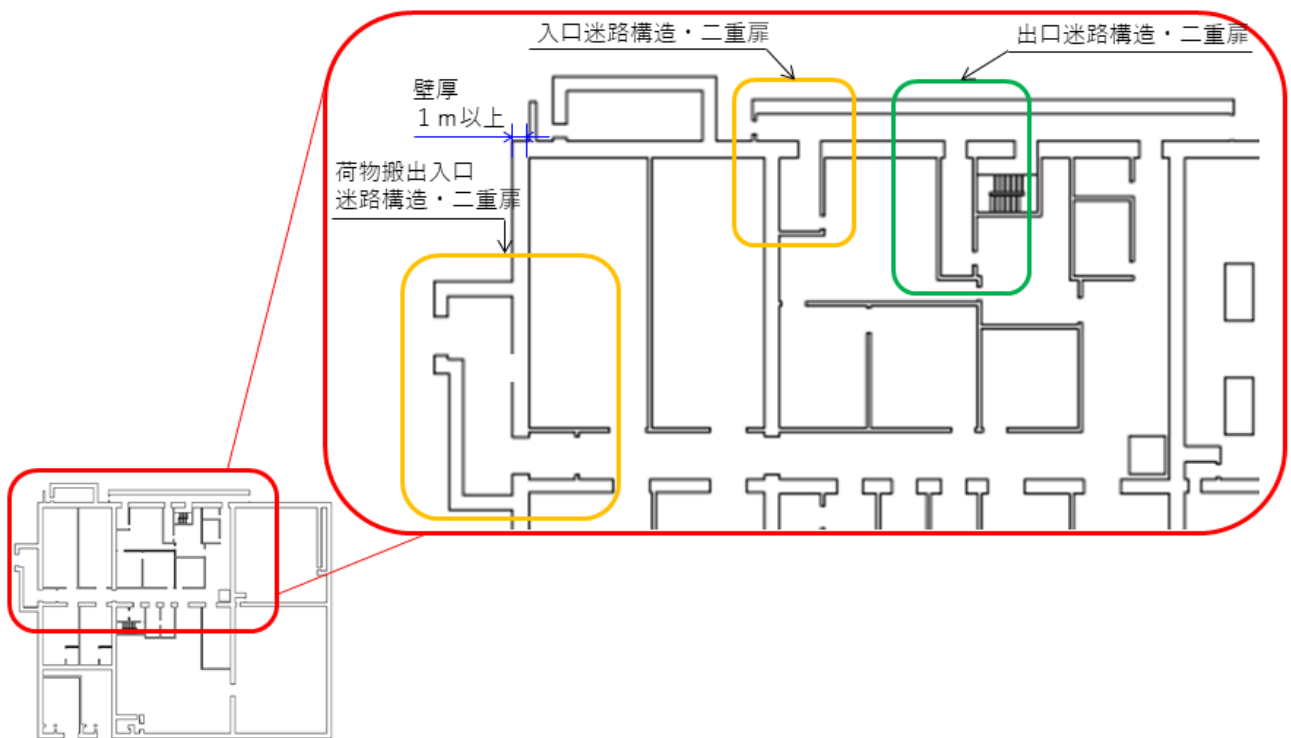 入口迷路構造・二重扉
出口迷路構造・二重扉
壁厚
１ｍ以上
荷物搬出入口
迷路構造・二重扉